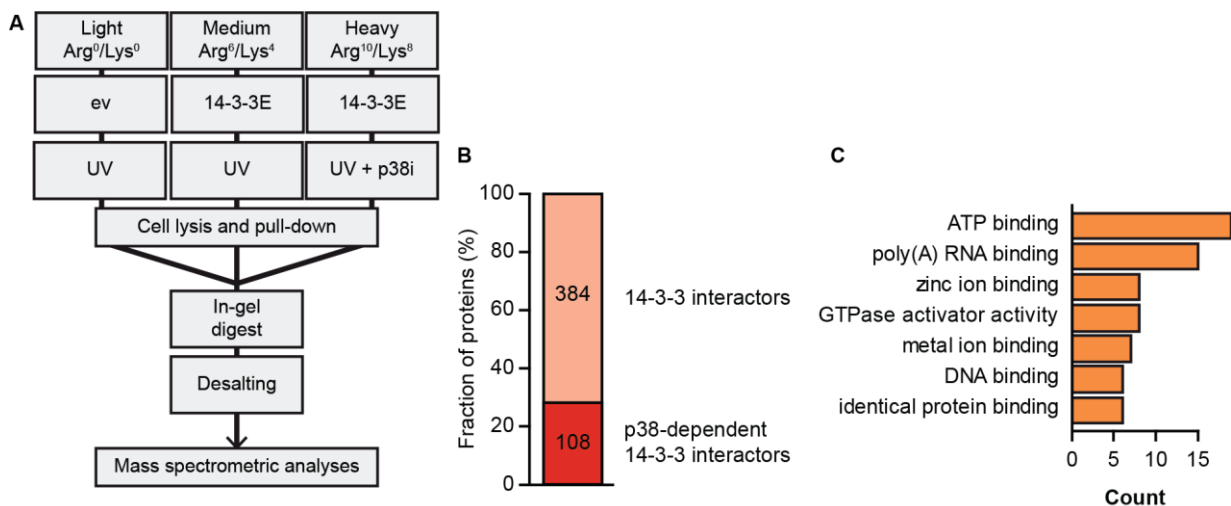 A
Light
Arg⁰/Lys⁰
Medium
Arg⁶/Lys⁴
Heavy
Arg¹⁰/Lys⁸
ev
14-3-3E
14-3-3E
UV
UV
UV + p38i
Cell lysis and pull-down
In-gel
digest
Desalting
Mass spectrometric analyses
B
Fraction of proteins (%)
100
80
60
40
20
0
384
108
14-3-3 interactors
p38-dependent
14-3-3 interactors
C
ATP binding
poly(A) RNA binding
zinc ion binding
GTPase activator activity
metal ion binding
DNA binding
identical protein binding
0 5 10 15
Count